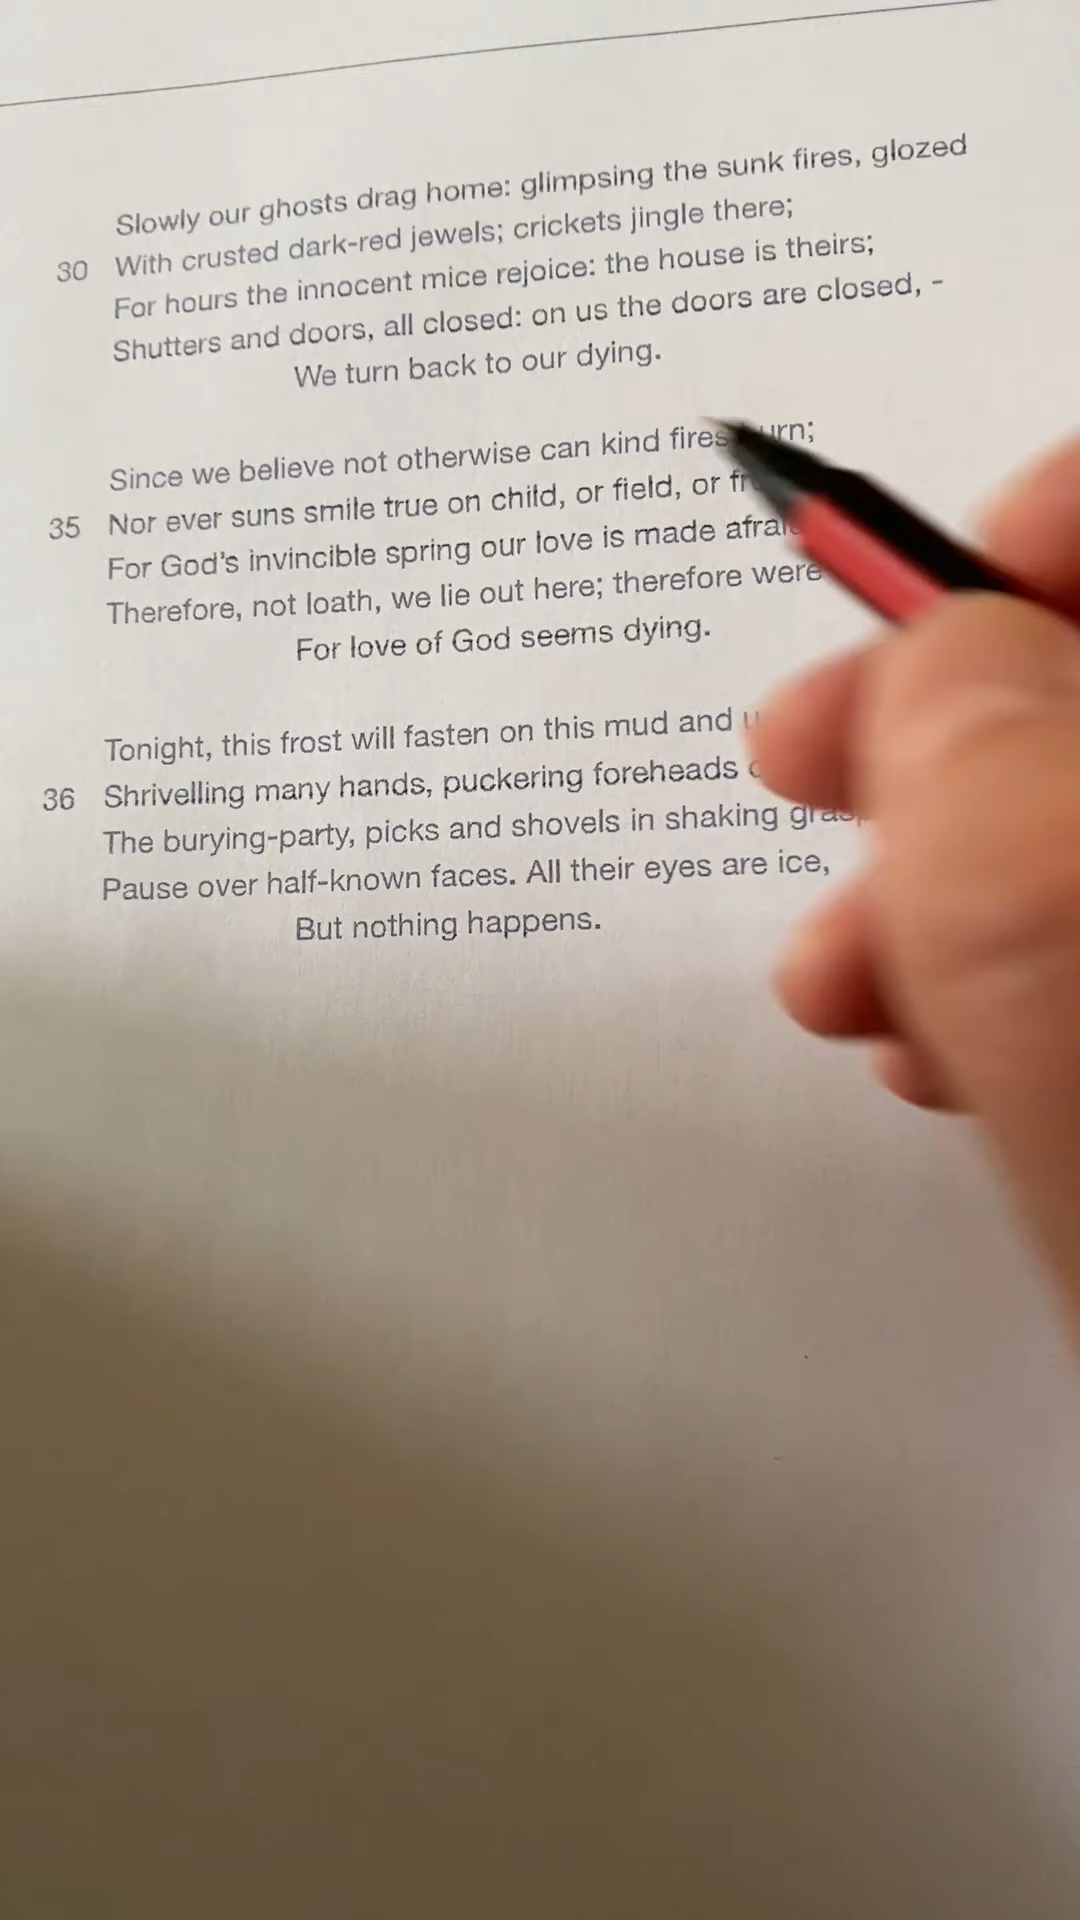 Slowly our ghosts drag home: glimpsing the sunk fires, glozed
30 With crusted dark-red jewels; crickets jingle there;
For hours the innocent mice rejoice: the house is theirs;
Shutters and doors, all closed: on us the doors are closed, -
We turn back to our dying.
Since we believe not otherwise can kind fires
35 Nor ever suns smile true on child, or field, or
For God's invincible spring our love is made
Therefore, not loath, we lie out here; therefore were
For love of God seems dying.
Tonight, this frost will fasten on this mud and
36 Shrivelling many hands, puckering foreheads
The burying-party, picks and shovels in shaking
Pause over half-known faces. All their eyes are ice,
But nothing happens.